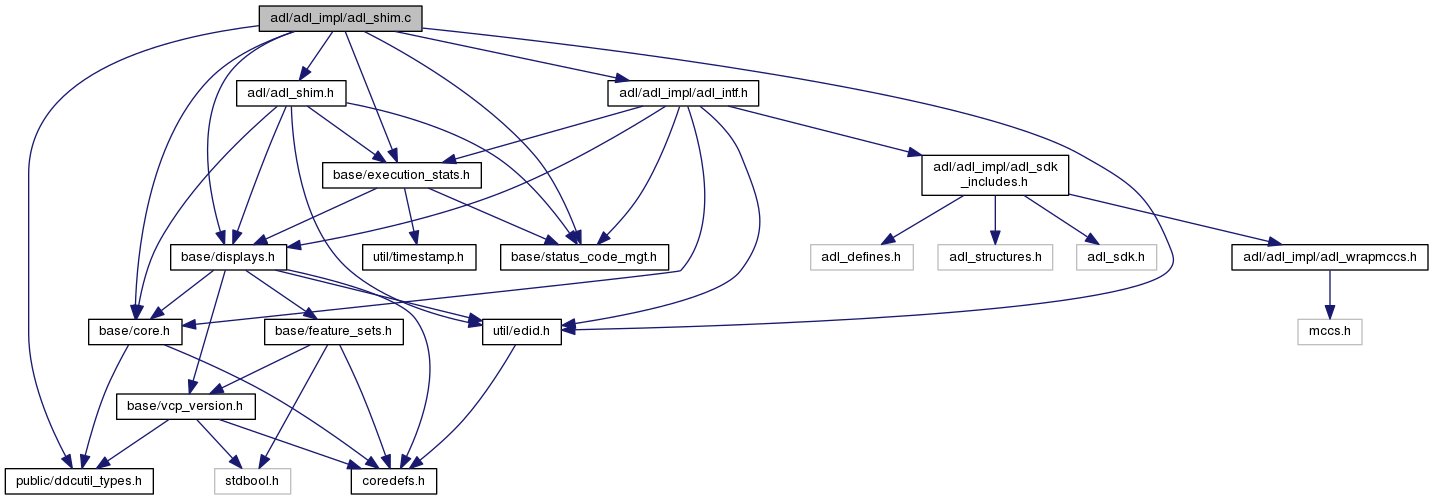 adl/adl_impl/adl_shim.c
adl/adl_shim.h
adl/adl_impl/adl_intf.h
base/execution_stats.h
adl/adl_impl/adl_sdk
_includes.h
base/displays.h
util/timestamp.h
base/status_code_mgt.h
adl_defines.h
adl_structures.h
adl_sdk.h
adl/adl_impl/adl_wrapmccs.h
base/core.h
base/feature_sets.h
util/edid.h
mccs.h
base/vcp_version.h
public/ddcutil_types.h
stdbool.h
coredefs.h